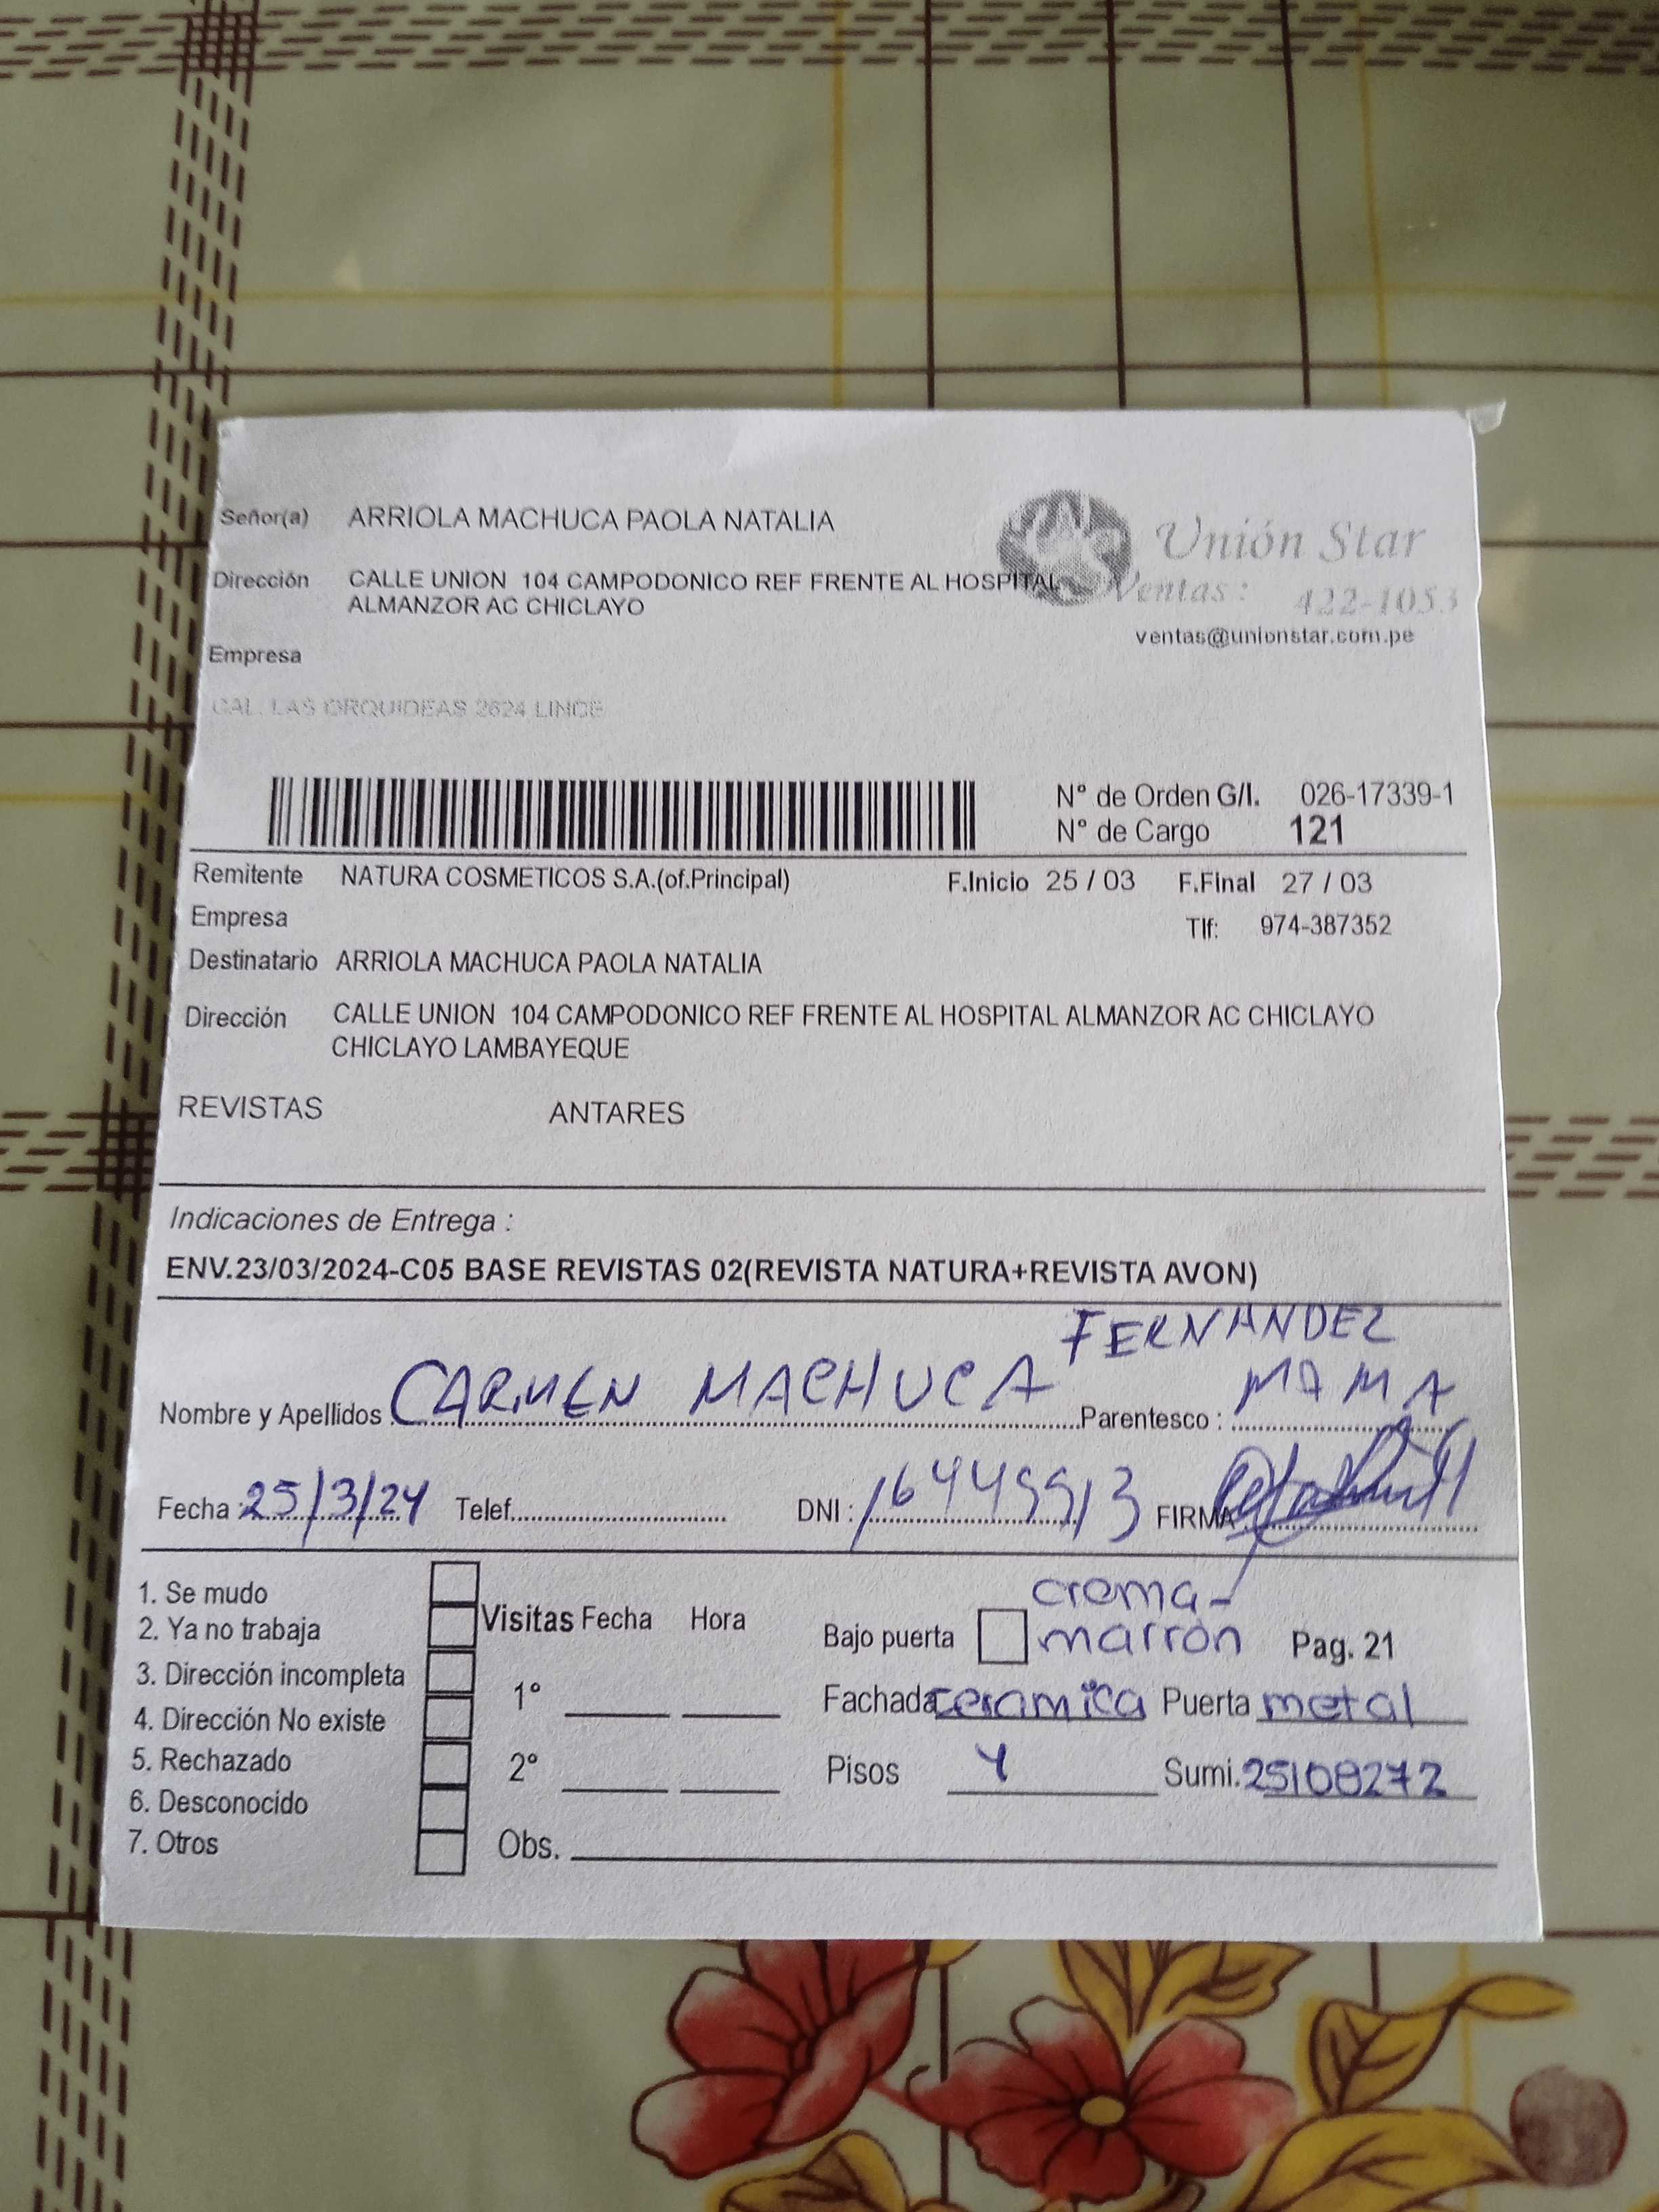 Señor(a) ARRIOLA MACHUCA PAOLA NATALIA
Unión Star
Dirección CALLE UNION 104 CAMPODONICO REF FRENTE AL HOSPITAL
ALMANZOR AC CHICLAYO
Ventas: 422-1053
ventas@unionstar.com.pe
Empresa
CAL. LAS ORQUIDEAS 2624 LINCE
N° de Orden G/I. 026-17339-1
N° de Cargo 121
Remitente NATURA COSMETICOS S.A.(of.Principal) F.Inicio 25 / 03 F.Final 27 / 03
Empresa Tlf: 974-387352
Destinatario ARRIOLA MACHUCA PAOLA NATALIA
Dirección CALLE UNION 104 CAMPODONICO REF FRENTE AL HOSPITAL ALMANZOR AC CHICLAYO
CHICLAYO LAMBAYEQUE
REVISTAS ANTARES
Indicaciones de Entrega :
ENV.23/03/2024-C05 BASE REVISTAS 02(REVISTA NATURA+REVISTA AVON)
FERNANDEZ
Nombre y Apellidos CARMEN MACHUCA Parentesco : MAMA
Fecha : 25/3/24 Telef. DNI : FIRMA
1. Se mudo
2. Ya no trabaja
3. Dirección incompleta
4. Dirección No existe
5. Rechazado
6. Desconocido
7. Otros
Visitas Fecha Hora
1°
2°
Obs.
crema-
Bajo puerta marrón Pag. 21
Fachada ceramica Puerta metal
Pisos 4 Sumi. 25108272